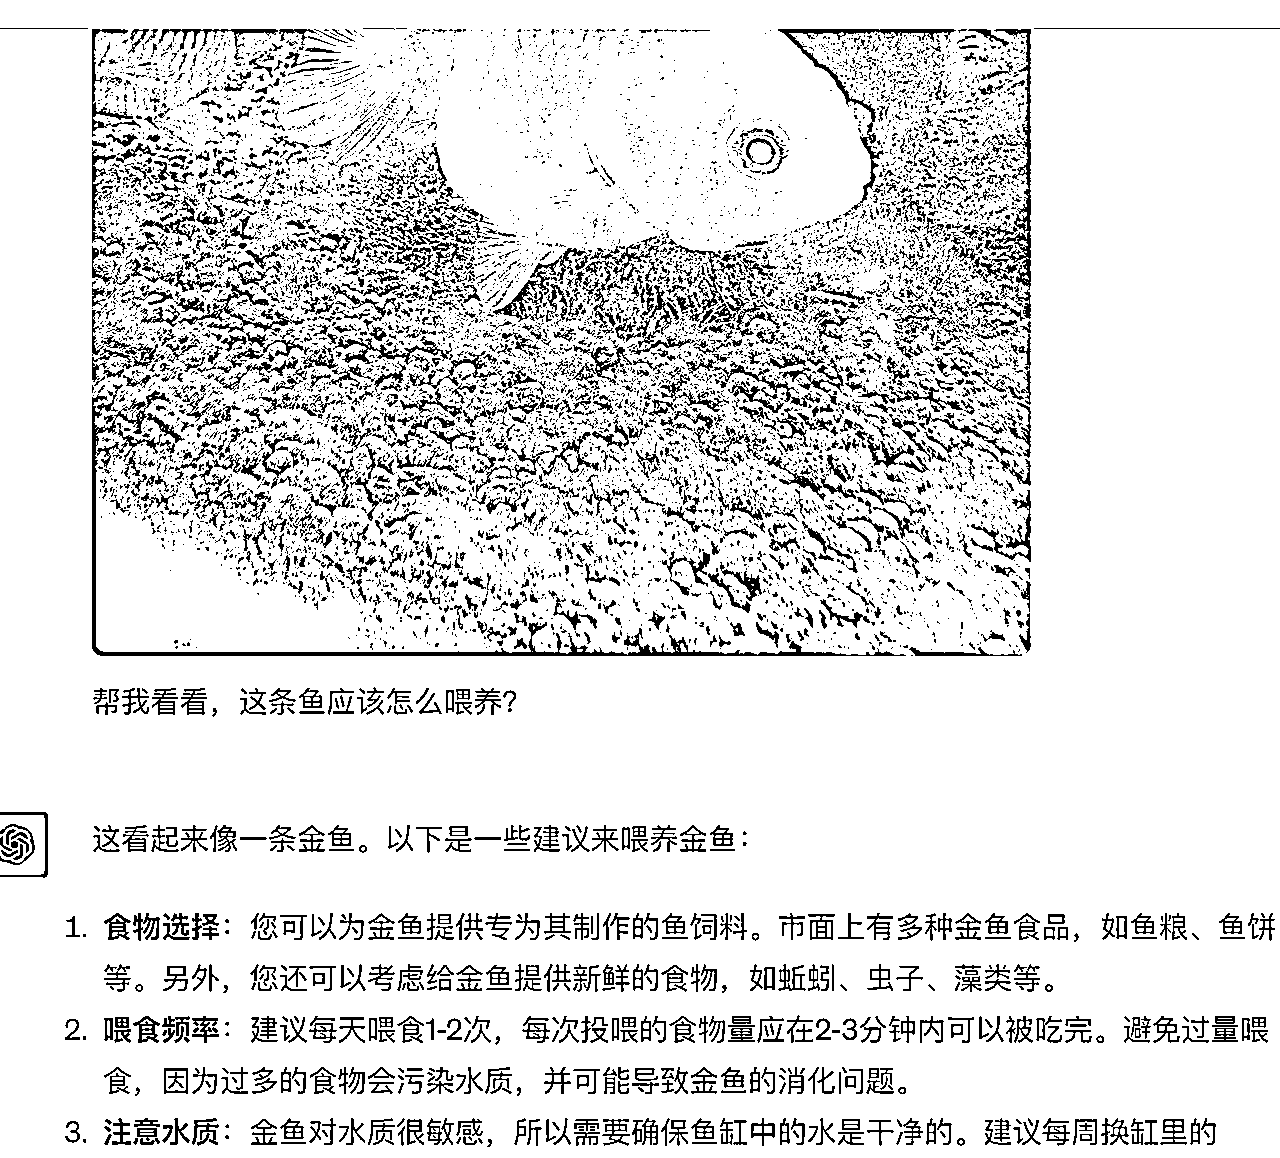 帮我看看，这条鱼应该怎么喂养？
这看起来像一条金鱼。以下是一些建议来喂养金鱼：
1. 食物选择：您可以为金鱼提供专为其制作的鱼饲料。市面上有多种金鱼食品，如鱼粮、鱼饼
等。另外，您还可以考虑给金鱼提供新鲜的食物，如蚯蚓、虫子、藻类等。
2. 喂食频率：建议每天喂食1-2次，每次投喂的食物量应在2-3分钟内可以被吃完。避免过量喂
食，因为过多的食物会污染水质，并可能导致金鱼的消化问题。
3. 注意水质：金鱼对水质很敏感，所以需要确保鱼缸中的水是干净的。建议每周换缸里的